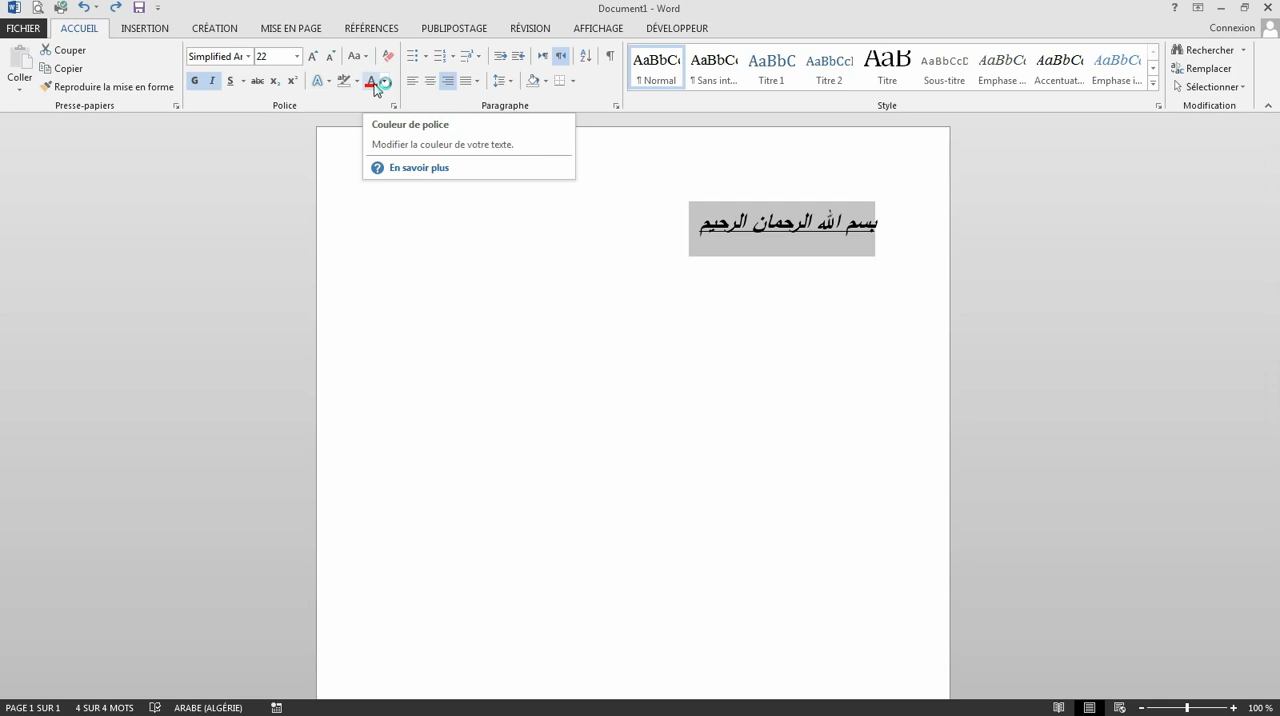 Document1 - Word
FICHIER ACCUEIL INSERTION CRÉATION MISE EN PAGE RÉFÉRENCES PUBLIPOSTAGE RÉVISION AFFICHAGE DÉVELOPPEUR Connexion
Coller
Couper
Copier
Reproduire la mise en forme
Presse-papiers
Simplified Ar 22
Police
Paragraphe
AaBbCc AaBbCc AaBbC AaBbCcI AaB AaBbCcD AaBbCc AaBbCc AaBbCc
¶ Normal ¶ Sans int... Titre 1 Titre 2 Titre Sous-titre Emphase ... Accentuat... Emphase i...
Style
Rechercher
Remplacer
Sélectionner
Modification
Couleur de police
Modifier la couleur de votre texte.
En savoir plus
بسم الله الرحمان الرحيم
PAGE 1 SUR 1 4 SUR 4 MOTS ARABE (ALGÉRIE) 100 %